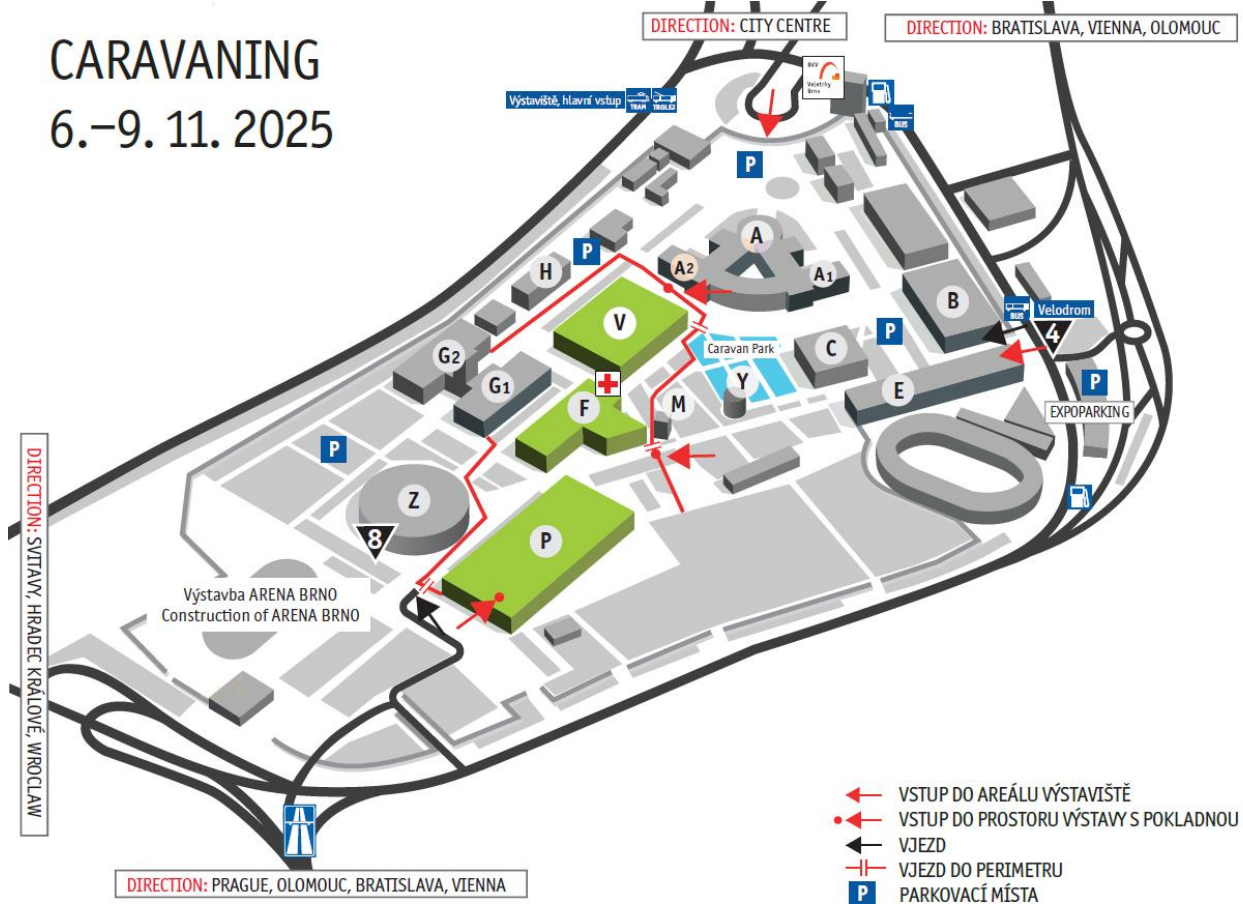 CARAVANING
6.–9. 11. 2025
DIRECTION: CITY CENTRE
DIRECTION: BRATISLAVA, VIENNA, OLOMOUC
BVV
Veletrhy
Brno
Výstaviště, hlavní vstup
TRAM
TROLEJ
BUS
P
A
A2
A1
P
H
V
B
BUS
Velodrom
4
P
C
Caravan Park
G2
G1
Y
E
P
EXPOPARKING
F
M
P
Z
8
P
Výstavba ARENA BRNO
Construction of ARENA BRNO
DIRECTION: SVITAVY, HRADEC KRÁLOVÉ, WROCLAW
DIRECTION: PRAGUE, OLOMOUC, BRATISLAVA, VIENNA
VSTUP DO AREÁLU VÝSTAVIŠTĚ
VSTUP DO PROSTORU VÝSTAVY S POKLADNOU
VJEZD
VJEZD DO PERIMETRU
P PARKOVACÍ MÍSTA